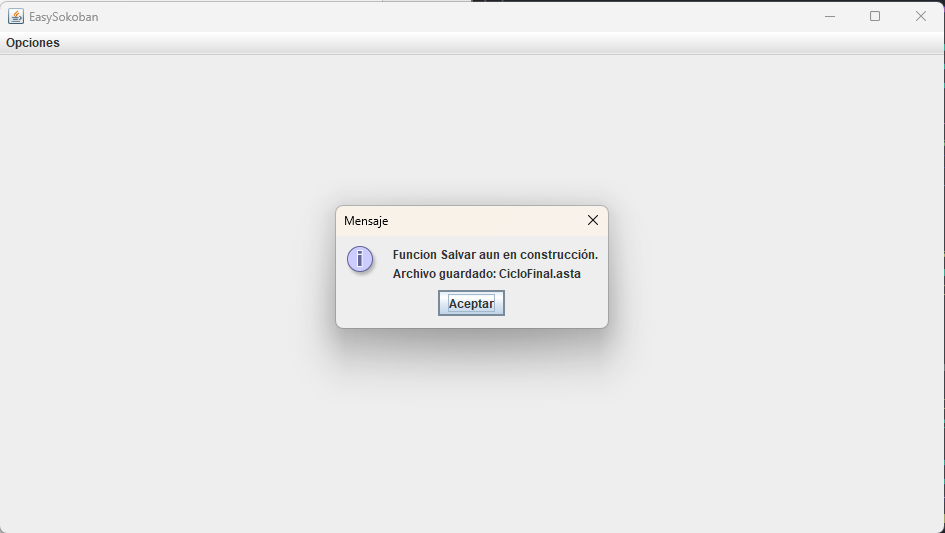 EasySokoban
Opciones
Mensaje
Funcion Salvar aun en construcción.
Archivo guardado: CicloFinal.asta
Aceptar